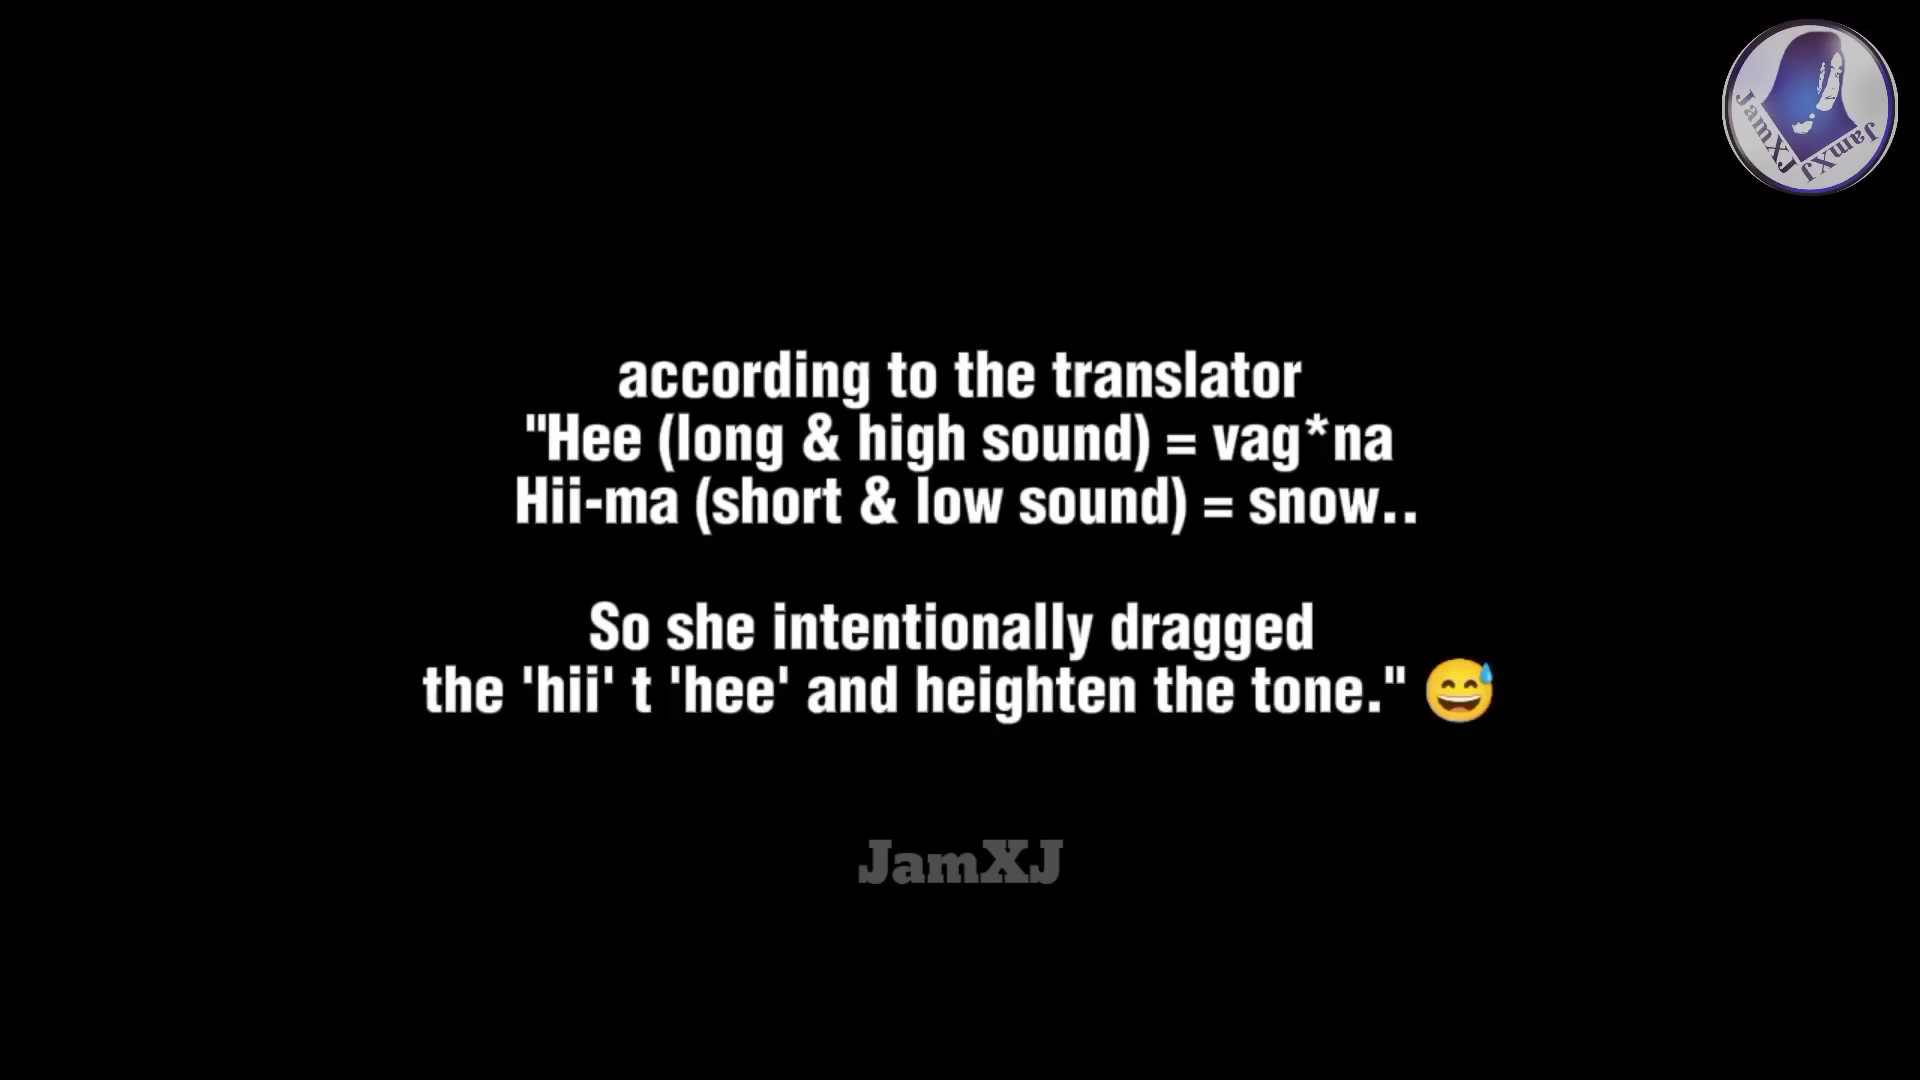 JamXJ JamXJ
according to the translator
"Hee (long & high sound) = vag*na
Hii-ma (short & low sound) = snow..
So she intentionally dragged
the 'hii' t 'hee' and heighten the tone." 😅
JamXJ